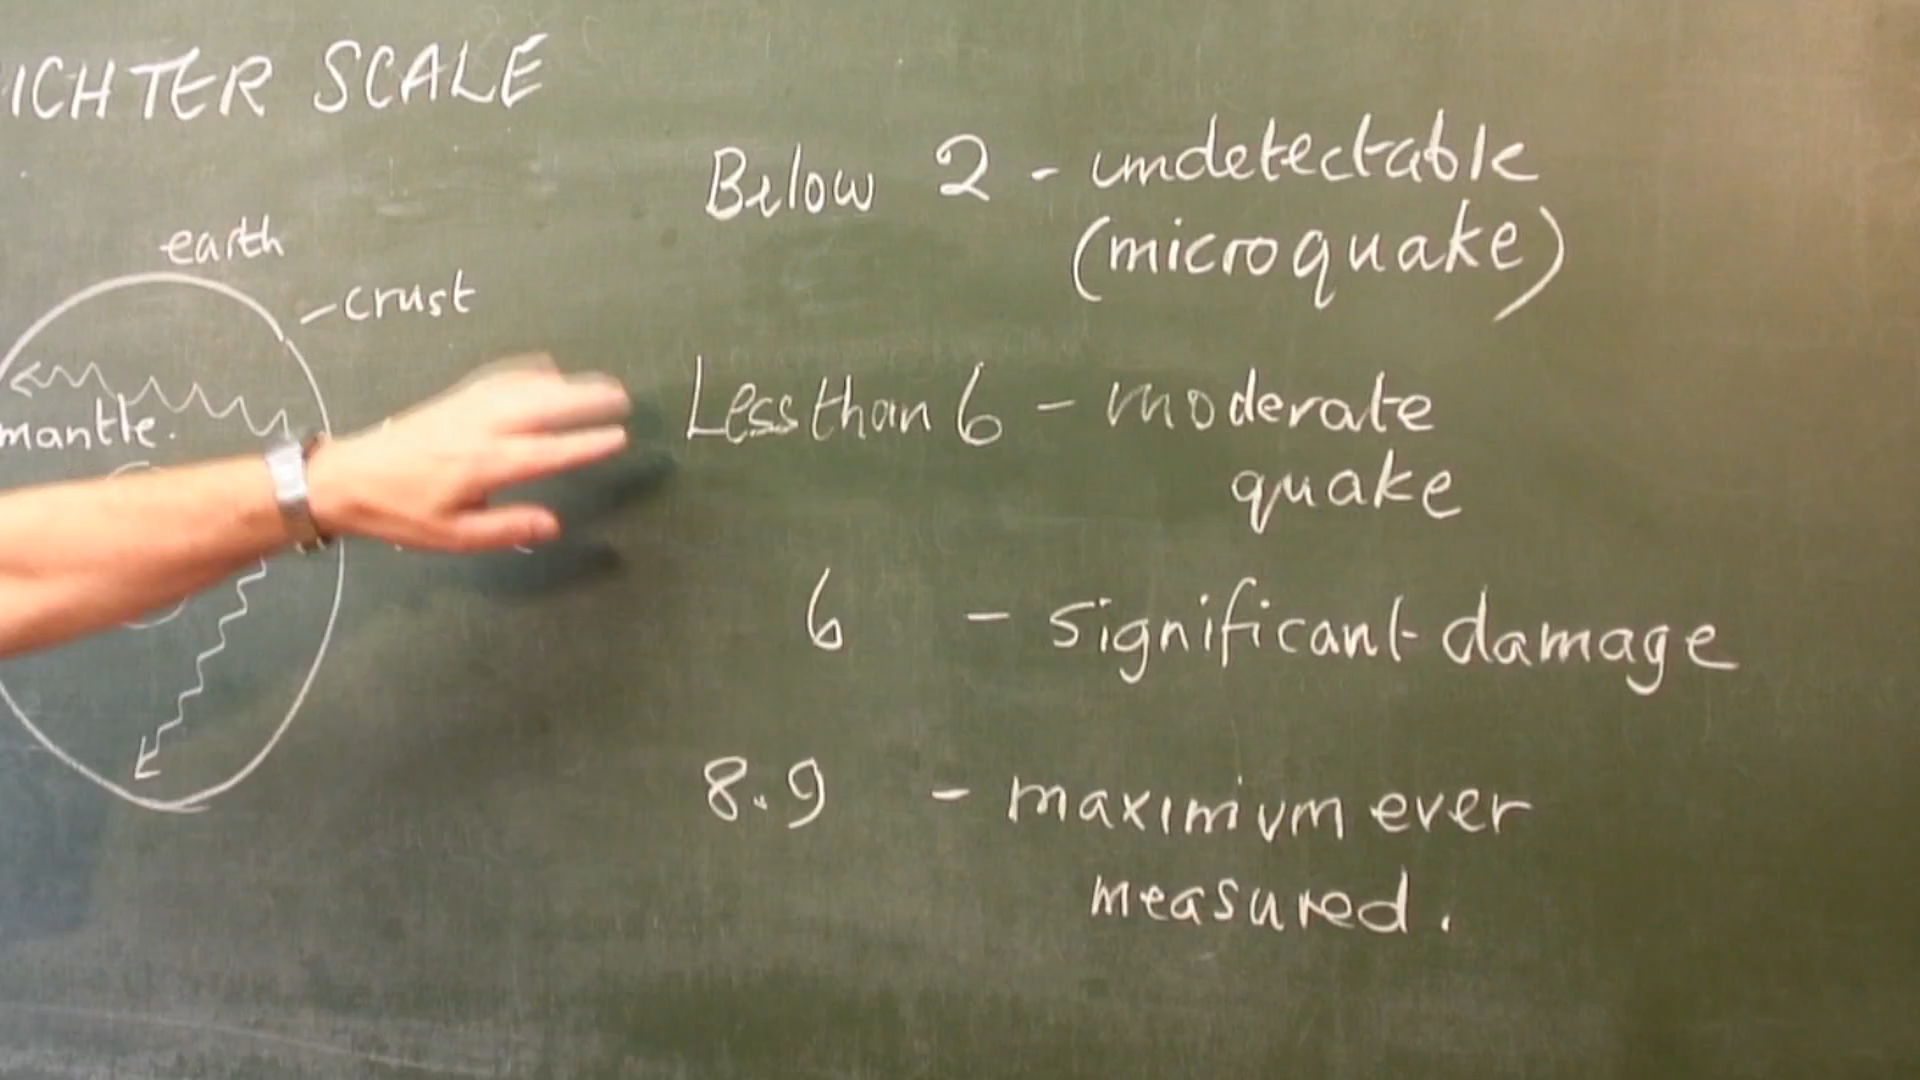 ICHTER SCALE
earth
crust
mantle.
Below 2 - undetectable
(microquake)
Less than 6 - moderate
quake
6 - significant damage
8.9 - maximum ever
measured.